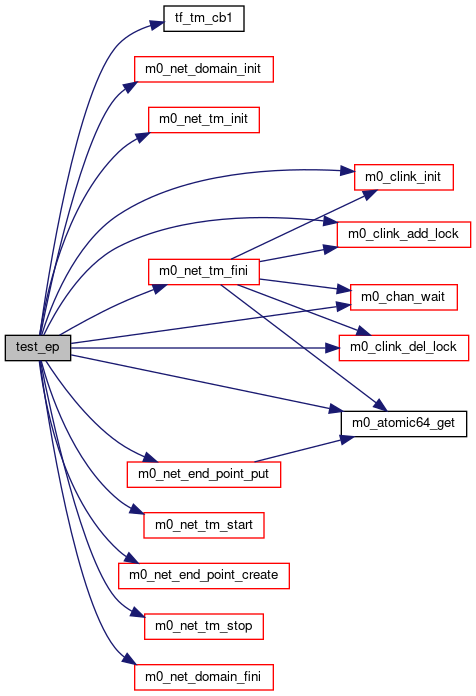 tf_tm_cb1
m0_net_domain_init
m0_net_tm_init
m0_clink_init
m0_clink_add_lock
m0_net_tm_fini
m0_chan_wait
test_ep
m0_clink_del_lock
m0_atomic64_get
m0_net_end_point_put
m0_net_tm_start
m0_net_end_point_create
m0_net_tm_stop
m0_net_domain_fini